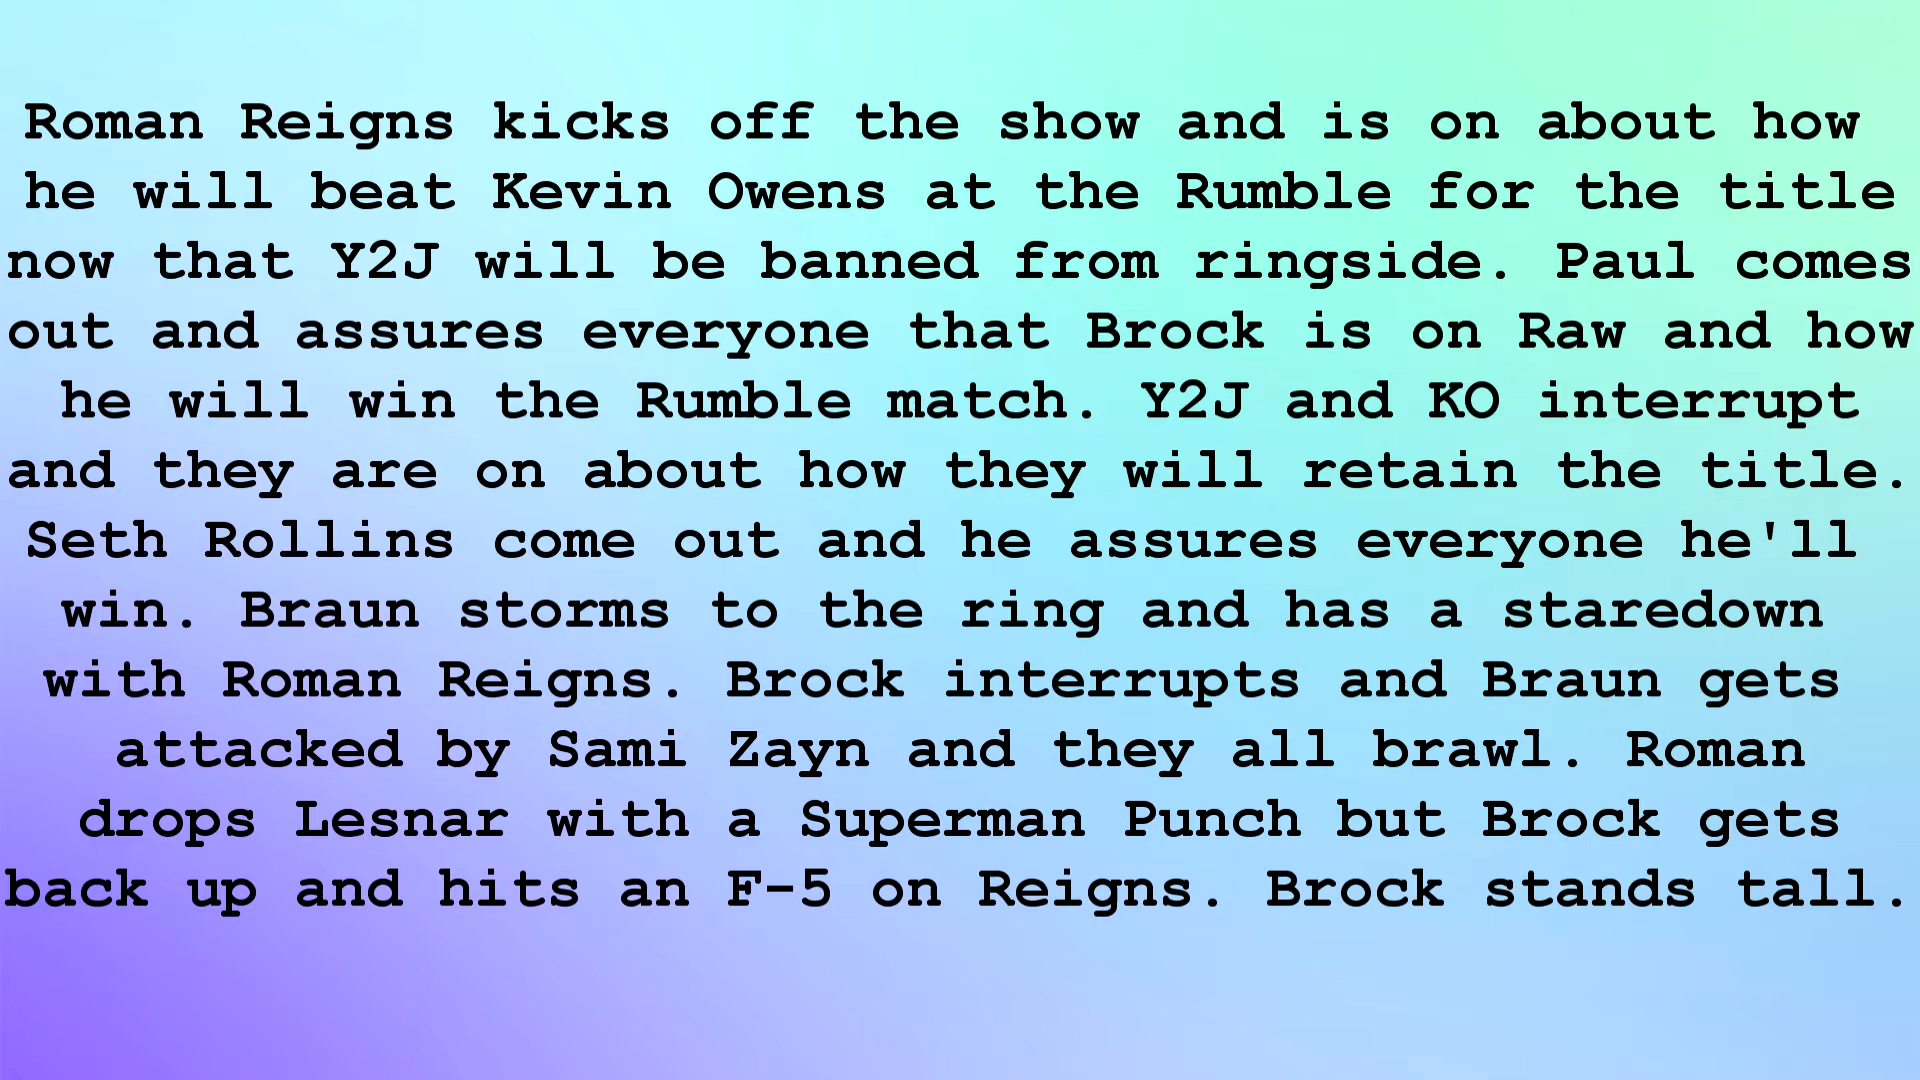 Roman Reigns kicks off the show and is on about how
he will beat Kevin Owens at the Rumble for the title
now that Y2J will be banned from ringside. Paul comes
out and assures everyone that Brock is on Raw and how
he will win the Rumble match. Y2J and KO interrupt
and they are on about how they will retain the title.
Seth Rollins come out and he assures everyone he'll
win. Braun storms to the ring and has a staredown
with Roman Reigns. Brock interrupts and Braun gets
attacked by Sami Zayn and they all brawl. Roman
drops Lesnar with a Superman Punch but Brock gets
back up and hits an F-5 on Reigns. Brock stands tall.